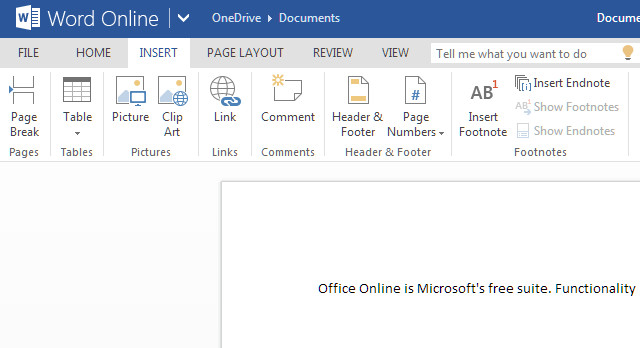 Word Online OneDrive Documents Docume
FILE HOME INSERT PAGE LAYOUT REVIEW VIEW Tell me what you want to do
Page Break
Table
Picture
Clip Art
Link
Comment
Header & Footer
Page Numbers
AB1 Insert Footnote
Insert Endnote
AB1 Show Footnotes
Show Endnotes
Pages Tables Pictures Links Comments Header & Footer Footnotes
Office Online is Microsoft's free suite. Functionality